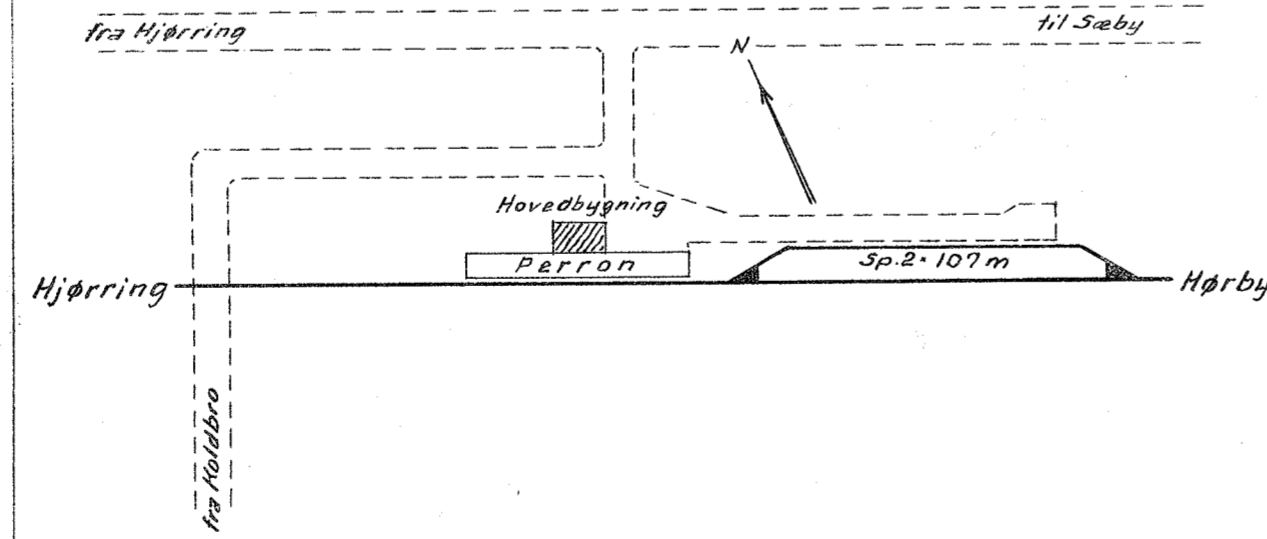 fra Hjørring
til Sæby
N
Hovedbygning
Perron
Sp.2 = 107 m
Hjørring
Hørby
fra Koldbro